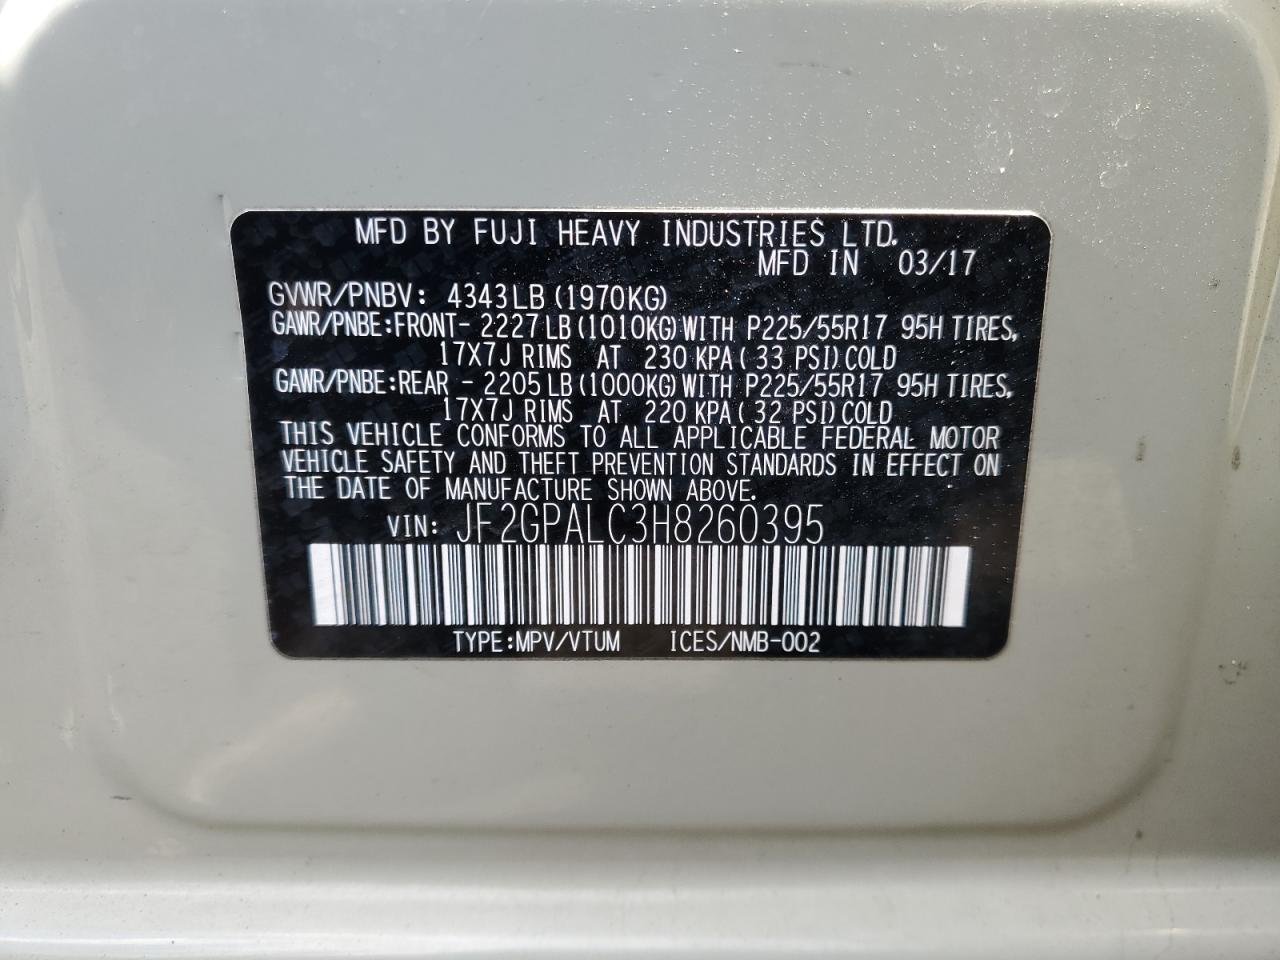 MFD BY FUJI HEAVY INDUSTRIES LTD.
MFD IN 03/17
GVWR/PNBV: 4343LB(1970KG)
GAWR/PNBE:FRONT- 2227LB(1010KG)WITH P225/55R17 95H TIRES,
17X7J RIMS AT 230 KPA( 33 PSI)COLD
GAWR/PNBE:REAR - 2205LB(1000KG)WITH P225/55R17 95H TIRES,
17X7J RIMS AT 220 KPA( 32 PSI)COLD
THIS VEHICLE CONFORMS TO ALL APPLICABLE FEDERAL MOTOR
VEHICLE SAFETY AND THEFT PREVENTION STANDARDS IN EFFECT ON
THE DATE OF MANUFACTURE SHOWN ABOVE.
VIN: JF2GPALC3H8260395
TYPE:MPV/VTUM ICES/NMB-002